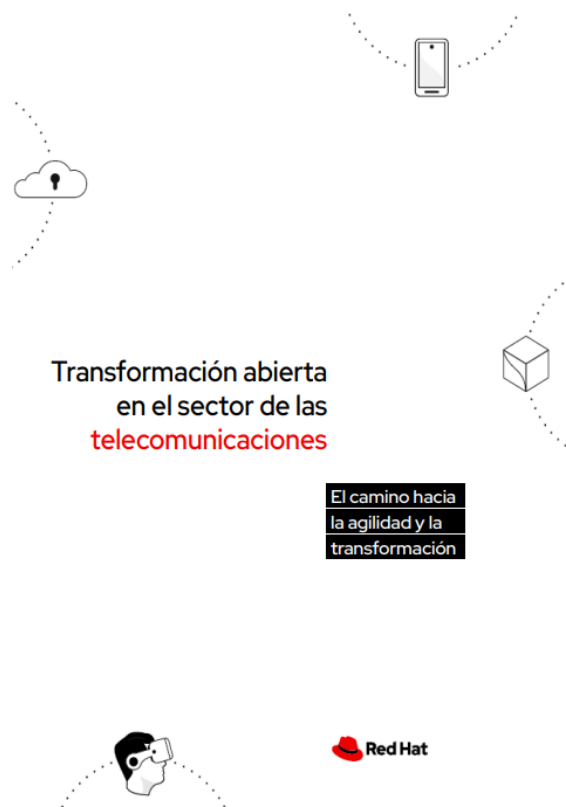 Transformación abierta
en el sector de las
telecomunicaciones
El camino hacia
la agilidad y la
transformación
Red Hat